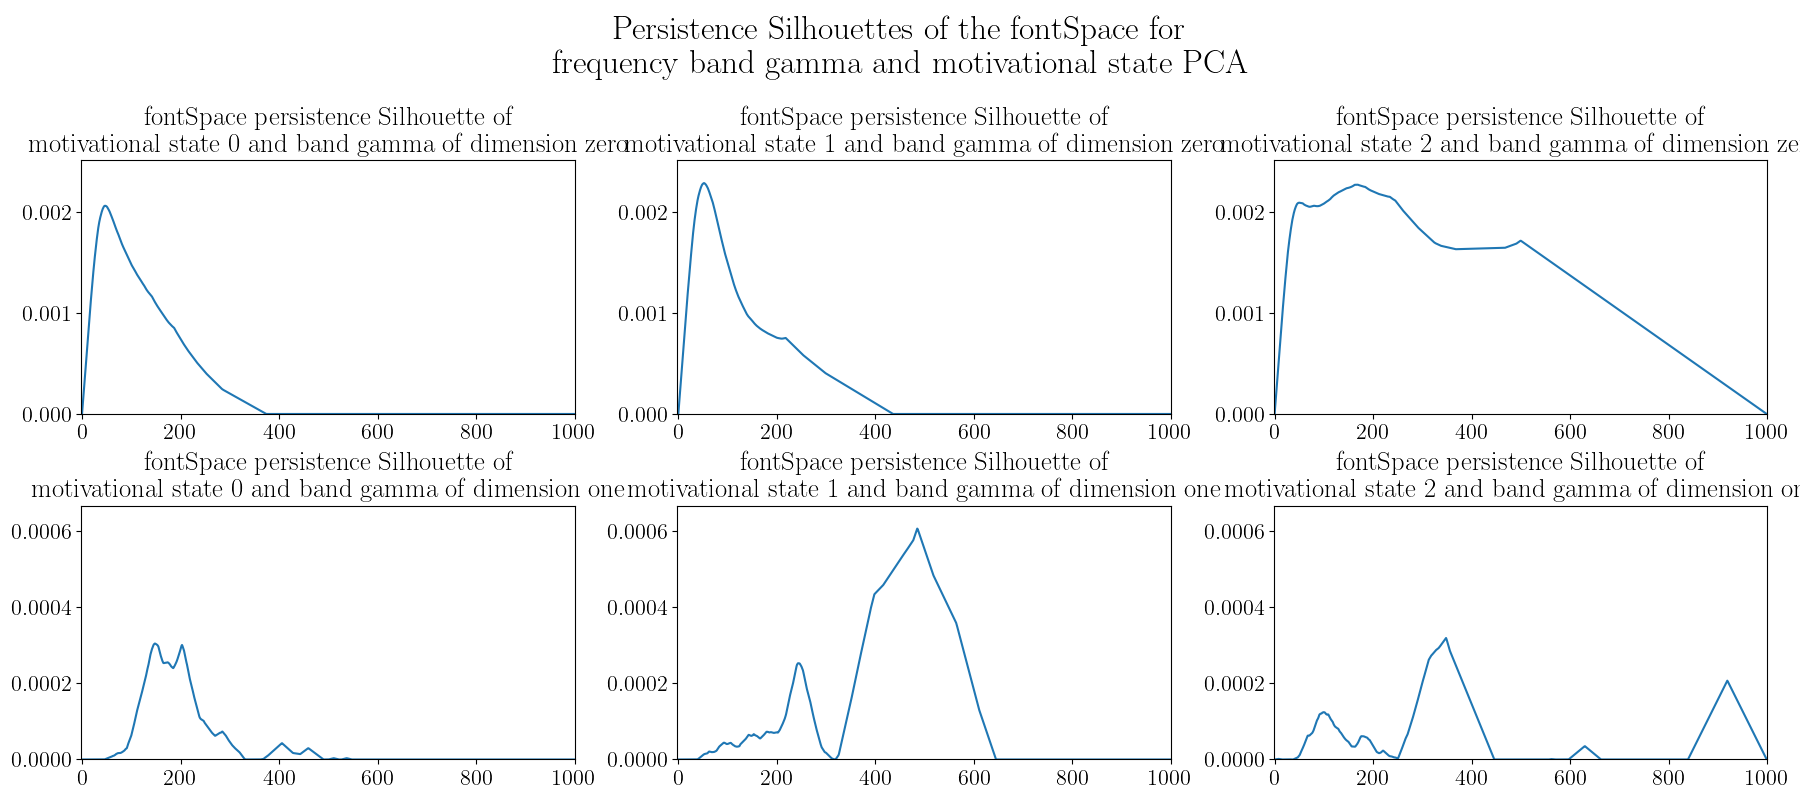 Persistence Silhouettes of the fontSpace for
frequency band gamma and motivational state PCA
fontSpace persistence Silhouette of
motivational state 0 and band gamma of dimension zero
fontSpace persistence Silhouette of
motivational state 1 and band gamma of dimension zero
fontSpace persistence Silhouette of
motivational state 2 and band gamma of dimension ze
0.002
0.001
0.000
0 200 400 600 800 1000
0.002
0.001
0.000
0 200 400 600 800 1000
0.002
0.001
0.000
0 200 400 600 800 1000
fontSpace persistence Silhouette of
motivational state 0 and band gamma of dimension one
fontSpace persistence Silhouette of
motivational state 1 and band gamma of dimension one
fontSpace persistence Silhouette of
motivational state 2 and band gamma of dimension on
0.0006
0.0004
0.0002
0.0000
0 200 400 600 800 1000
0.0006
0.0004
0.0002
0.0000
0 200 400 600 800 1000
0.0006
0.0004
0.0002
0.0000
0 200 400 600 800 1000